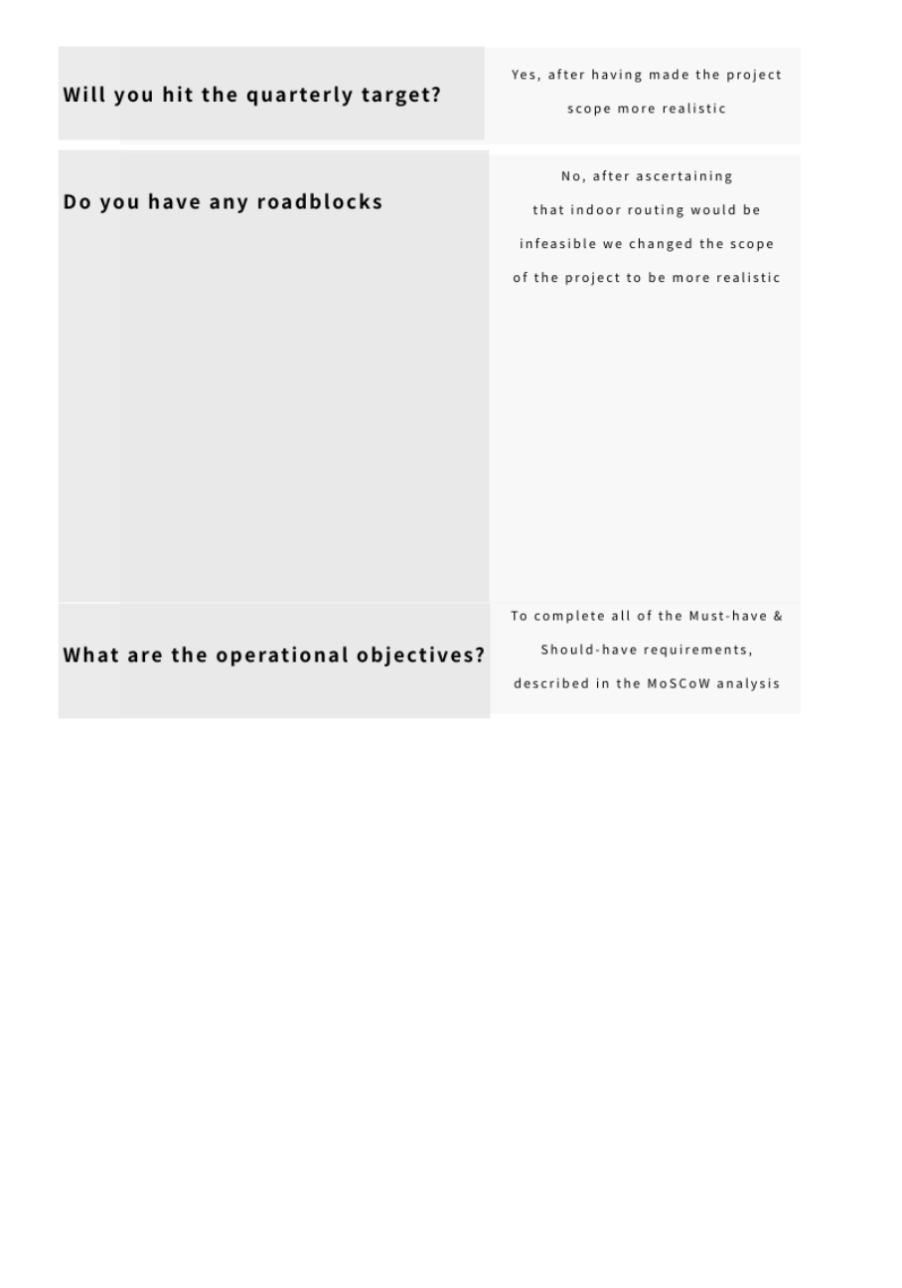 Will you hit the quarterly target?
Yes, after having made the project
scope more realistic
Do you have any roadblocks
No, after ascertaining
that indoor routing would be
infeasible we changed the scope
of the project to be more realistic
What are the operational objectives?
To complete all of the Must-have &
Should-have requirements,
described in the MoSCoW analysis